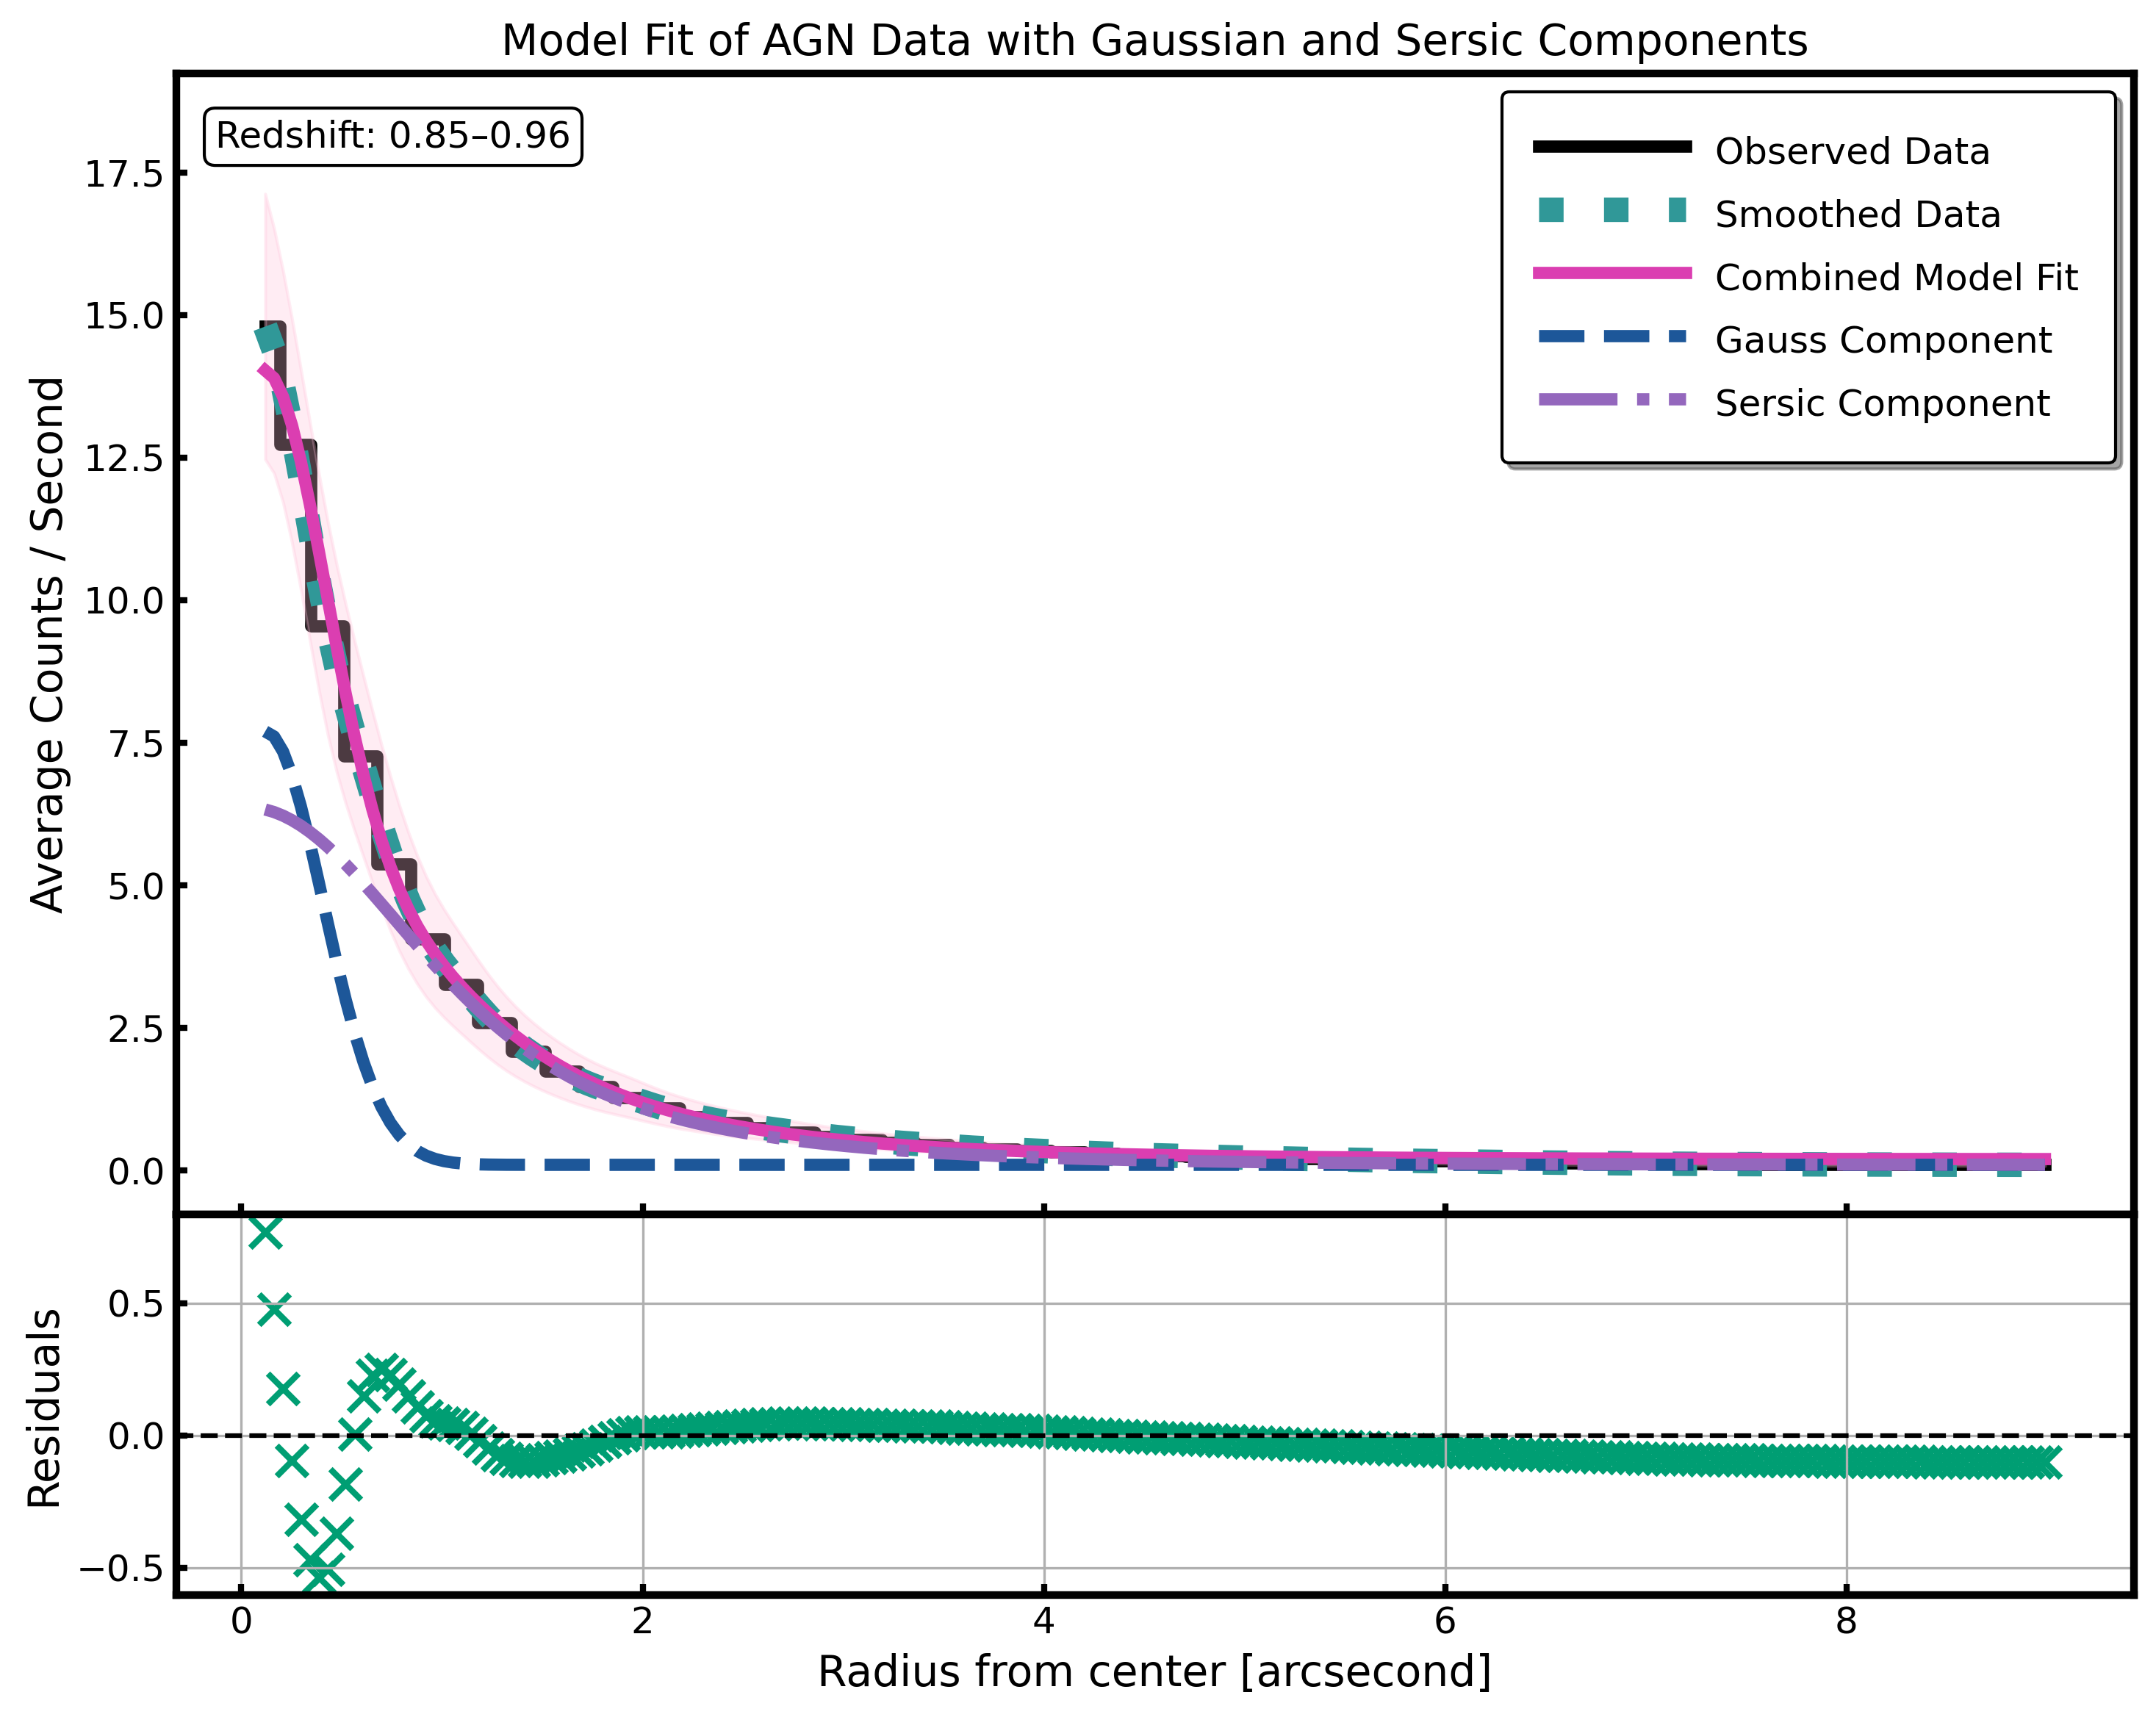 Model Fit of AGN Data with Gaussian and Sersic Components
Redshift: 0.85–0.96
Observed Data
Smoothed Data
Combined Model Fit
Gauss Component
Sersic Component
Average Counts / Second
17.5
15.0
12.5
10.0
7.5
5.0
2.5
0.0
Residuals
0.5
0.0
−0.5
0 2 4 6 8
Radius from center [arcsecond]